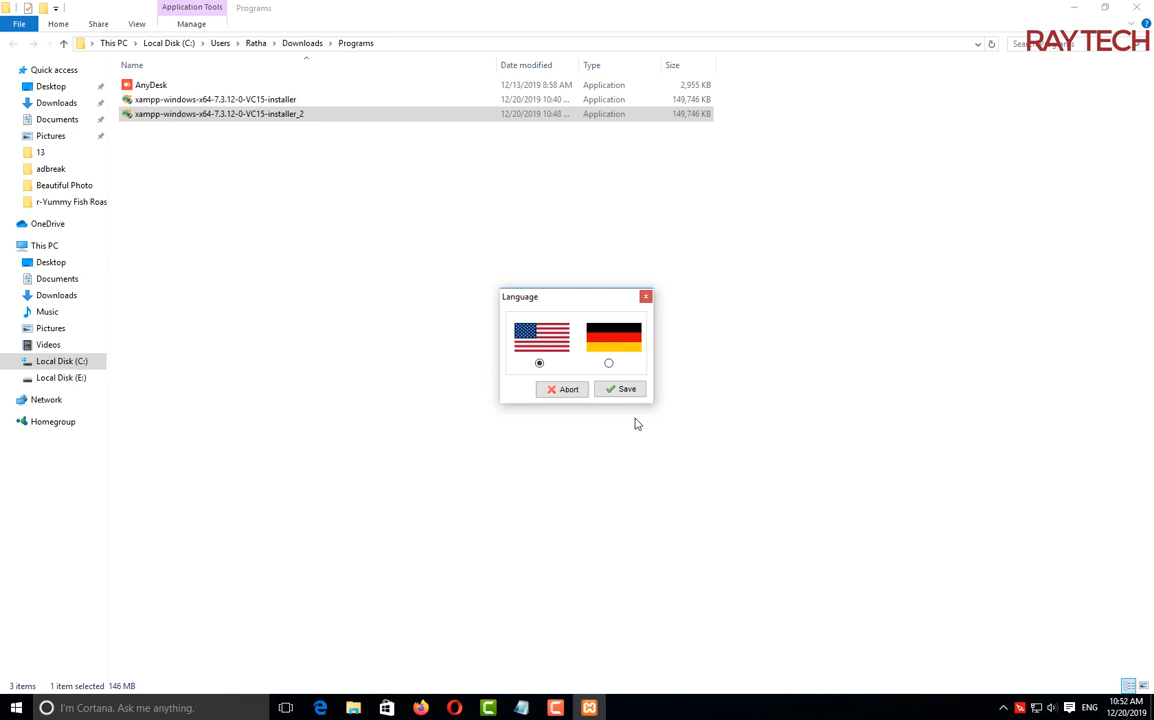 Application Tools
Programs
File
Home
Share
View
Manage
This PC
Local Disk (C:)
Users
Ratha
Downloads
Programs
RAY TECH
Name
Date modified
Type
Size
Quick access
Desktop
Downloads
Documents
Pictures
13
adbreak
Beautiful Photo
r-Yummy Fish Roas
OneDrive
This PC
Desktop
Documents
Downloads
Music
Pictures
Videos
Local Disk (C:)
Local Disk (E:)
Network
Homegroup
AnyDesk 12/13/2019 8:58 AM Application 2,955 KB
xampp-windows-x64-7.3.12-0-VC15-installer 12/20/2019 10:40 ... Application 149,746 KB
xampp-windows-x64-7.3.12-0-VC15-installer_2 12/20/2019 10:48 ... Application 149,746 KB
Language
Abort
Save
3 items 1 item selected 146 MB
I'm Cortana. Ask me anything.
ENG
10:52 AM
12/20/2019